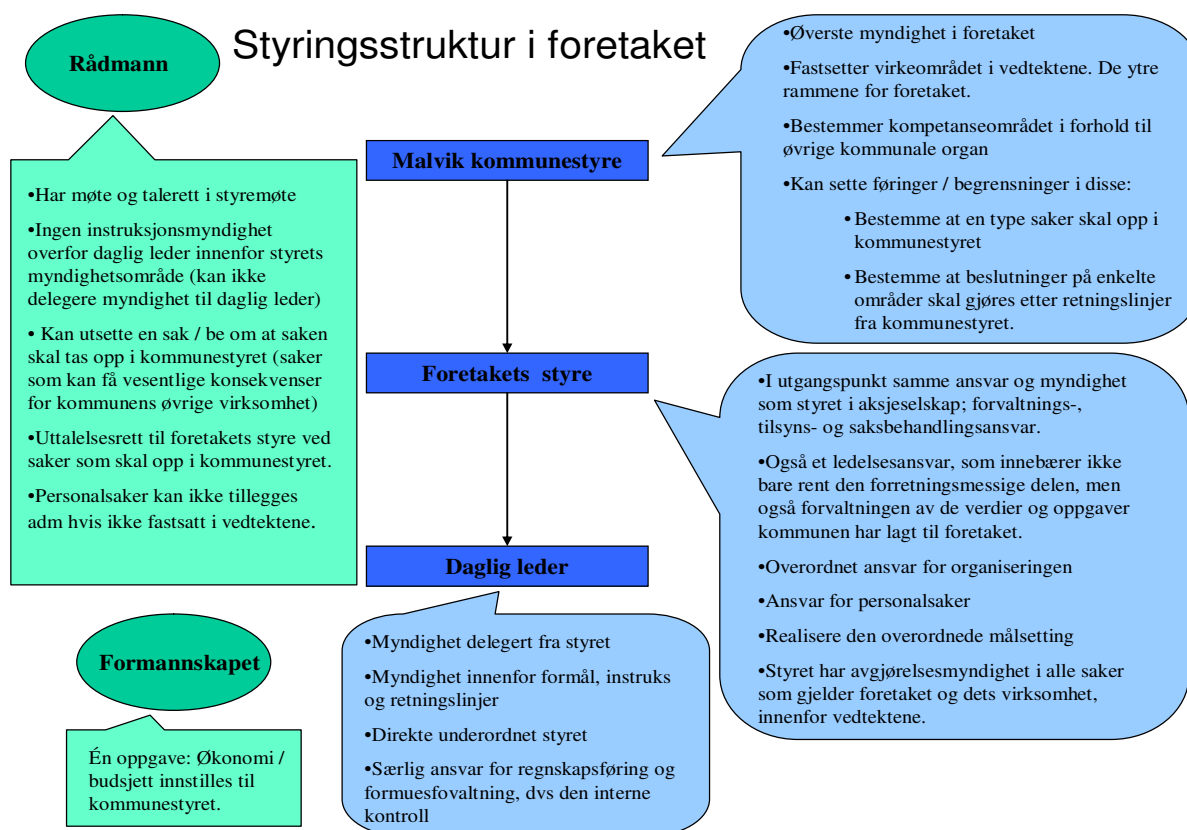 Styringsstruktur i foretaket
Rådmann
•Har møte og talerett i styremøte
•Ingen instruksjonsmyndighet
overfor daglig leder innenfor styrets
myndighetsområde (kan ikke
delegere myndighet til daglig leder)
• Kan utsette en sak / be om at saken
skal tas opp i kommunestyret (saker
som kan få vesentlige konsekvenser
for kommunens øvrige virksomhet)
•Uttalelsesrett til foretakets styre ved
saker som skal opp i kommunestyret.
•Personalsaker kan ikke tillegges
adm hvis ikke fastsatt i vedtektene.
Formannskapet
Én oppgave: Økonomi /
budsjett innstilles til
kommunestyret.
Malvik kommunestyre
•Øverste myndighet i foretaket
•Fastsetter virkeområdet i vedtektene. De ytre
rammene for foretaket.
•Bestemmer kompetanseområdet i forhold til
øvrige kommunale organ
•Kan sette føringer / begrensninger i disse:
•Bestemme at en type saker skal opp i
kommunestyret
•Bestemme at beslutninger på enkelte
områder skal gjøres etter retningslinjer
fra kommunestyret.
Foretakets styre
•I utgangspunkt samme ansvar og myndighet
som styret i aksjeselskap; forvaltnings-,
tilsyns- og saksbehandlingsansvar.
•Også et ledelsesansvar, som innebærer ikke
bare rent den forretningsmessige delen, men
også forvaltningen av de verdier og oppgaver
kommunen har lagt til foretaket.
•Overordnet ansvar for organiseringen
•Ansvar for personalsaker
•Realisere den overordnede målsetting
•Styret har avgjørelsesmyndighet i alle saker
som gjelder foretaket og dets virksomhet,
innenfor vedtektene.
Daglig leder
•Myndighet delegert fra styret
•Myndighet innenfor formål, instruks
og retningslinjer
•Direkte underordnet styret
•Særlig ansvar for regnskapsføring og
formuesfovaltning, dvs den interne
kontroll